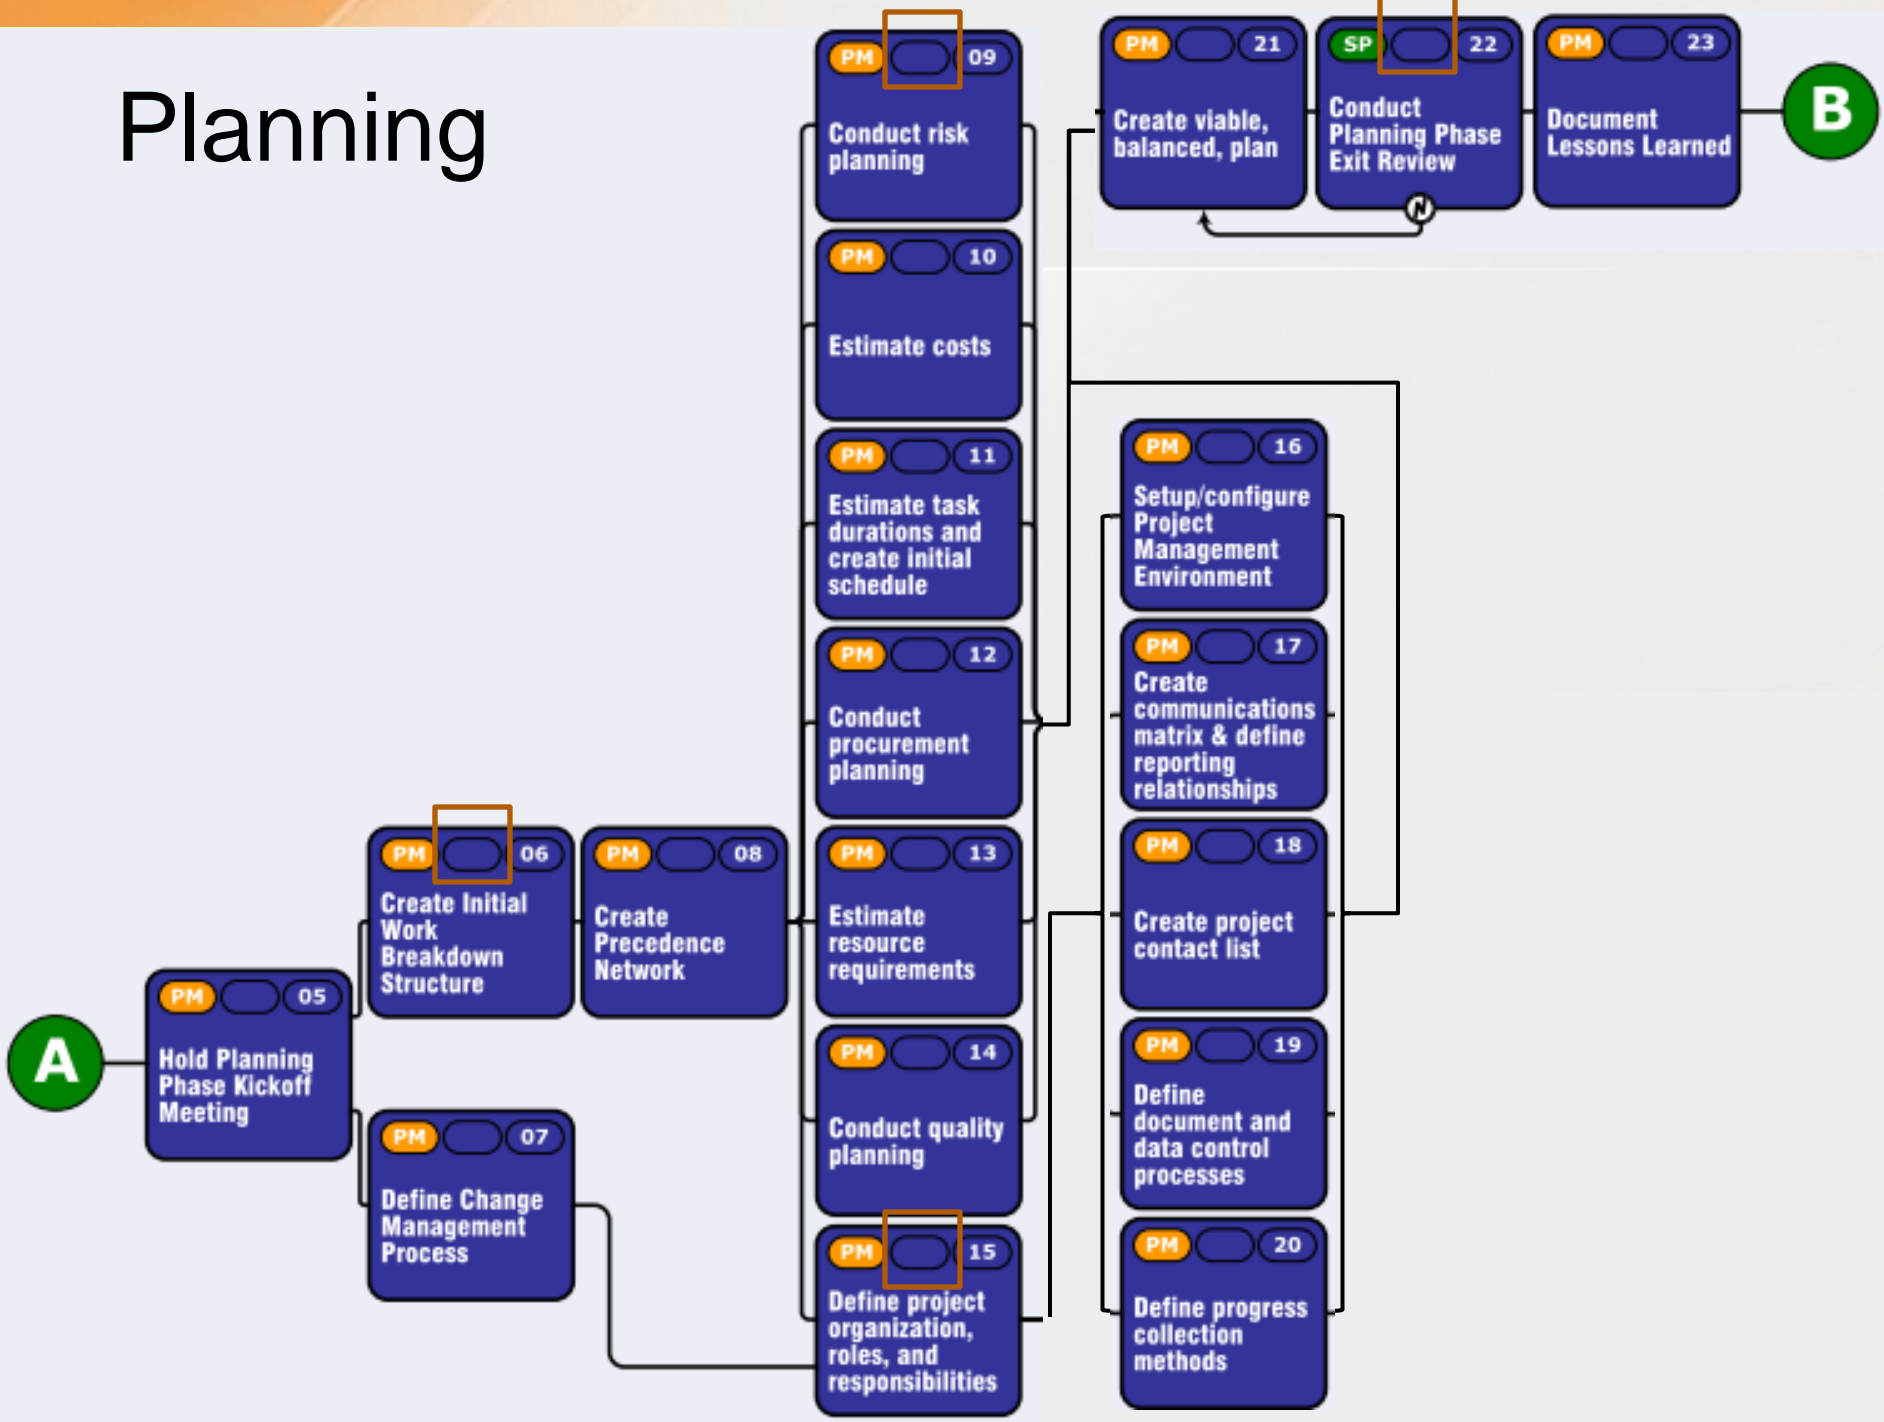 Planning
A
PM 05
Hold Planning
Phase Kickoff
Meeting
PM 06
Create Initial
Work
Breakdown
Structure
PM 07
Define Change
Management
Process
PM 08
Create
Precedence
Network
PM 09
Conduct risk
planning
PM 10
Estimate costs
PM 11
Estimate task
durations and
create initial
schedule
PM 12
Conduct
procurement
planning
PM 13
Estimate
resource
requirements
PM 14
Conduct quality
planning
PM 15
Define project
organization,
roles, and
responsibilities
PM 16
Setup/configure
Project
Management
Environment
PM 17
Create
communications
matrix & define
reporting
relationships
PM 18
Create project
contact list
PM 19
Define
document and
data control
processes
PM 20
Define progress
collection
methods
PM 21
Create viable,
balanced, plan
SP 22
Conduct
Planning Phase
Exit Review
N
PM 23
Document
Lessons Learned
B